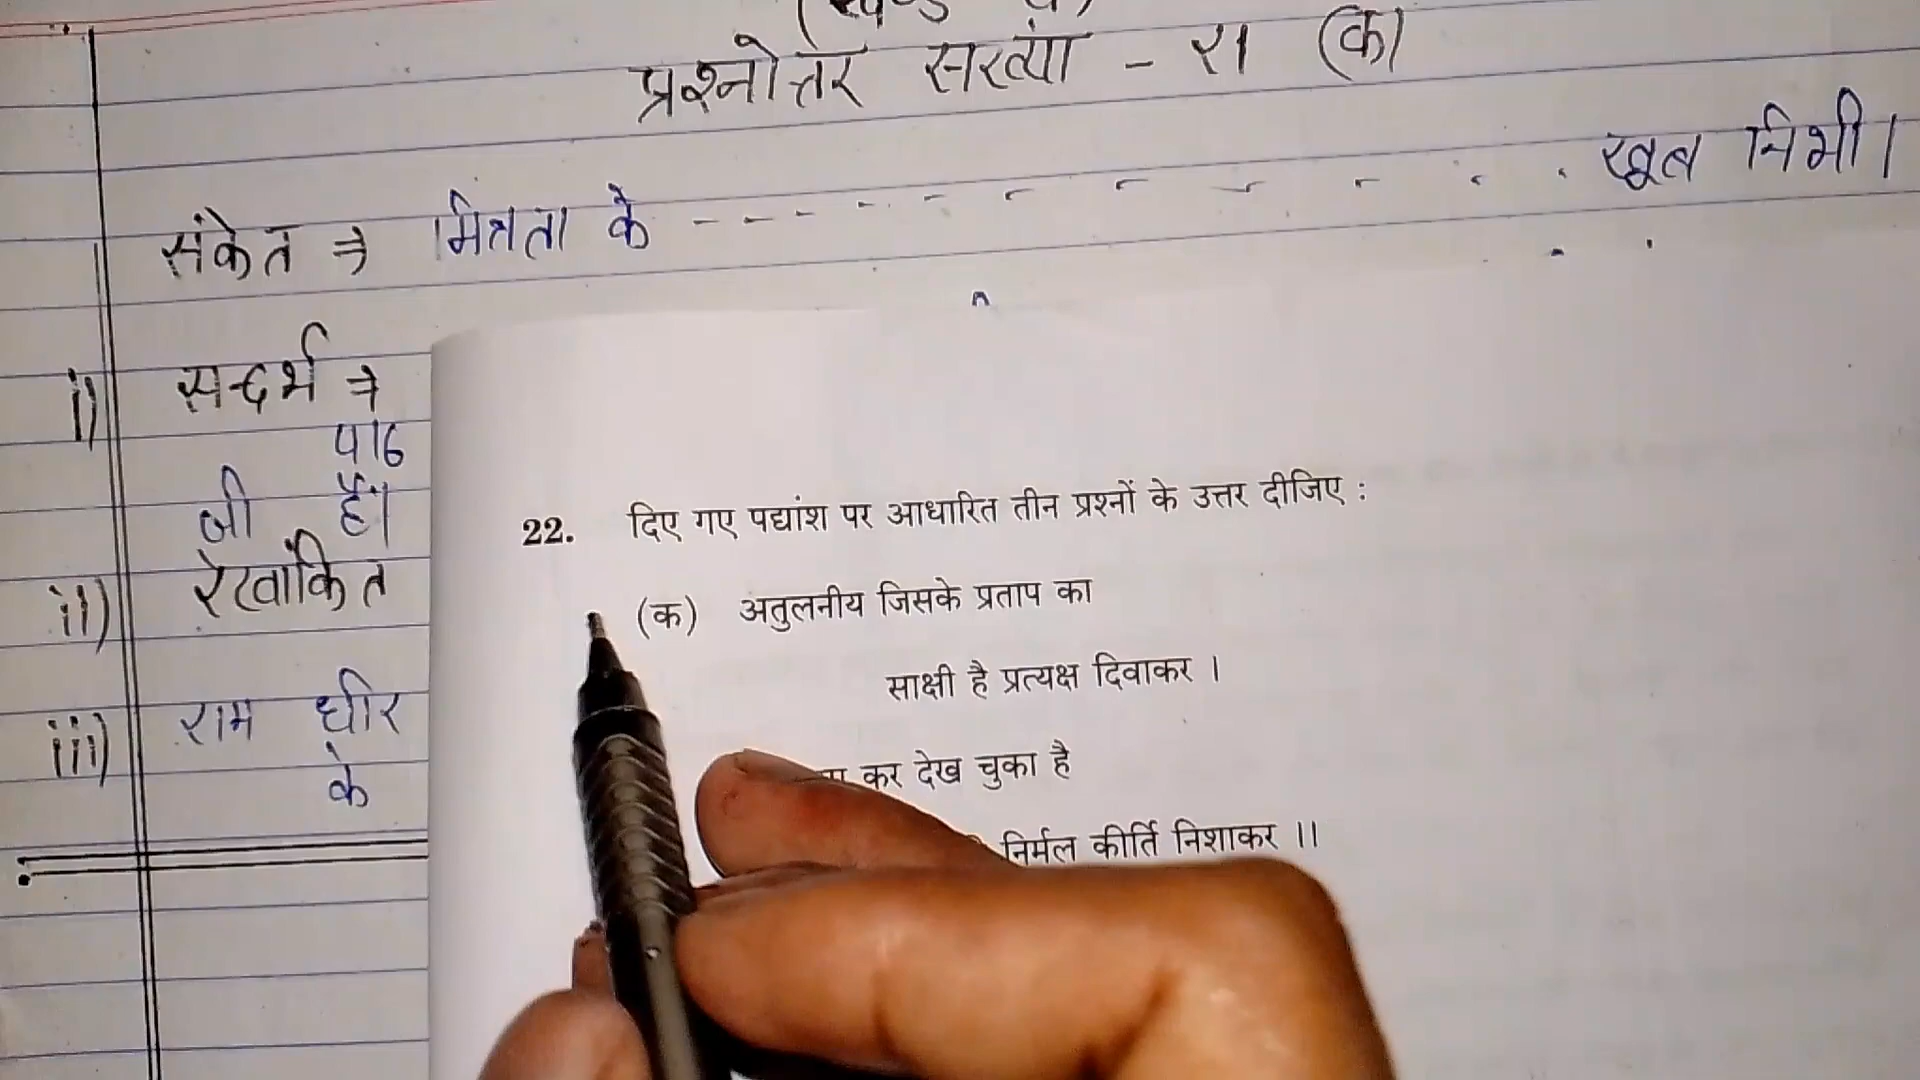 प्रश्नोत्तर सख्यां - २१ (क)
संकेत ⇒ मित्रता के - - - - - - - - - - - - खूब निभी।
i) सन्दर्भ ⇒
पाठ
जी हैं।
ii) रेखांकित
iii) राम धीर
के
22. दिए गए पद्यांश पर आधारित तीन प्रश्नों के उत्तर दीजिए :
(क) अतुलनीय जिसके प्रताप का
साक्षी है प्रत्यक्ष दिवाकर ।
कर देख चुका है
निर्मल कीर्ति निशाकर ।।